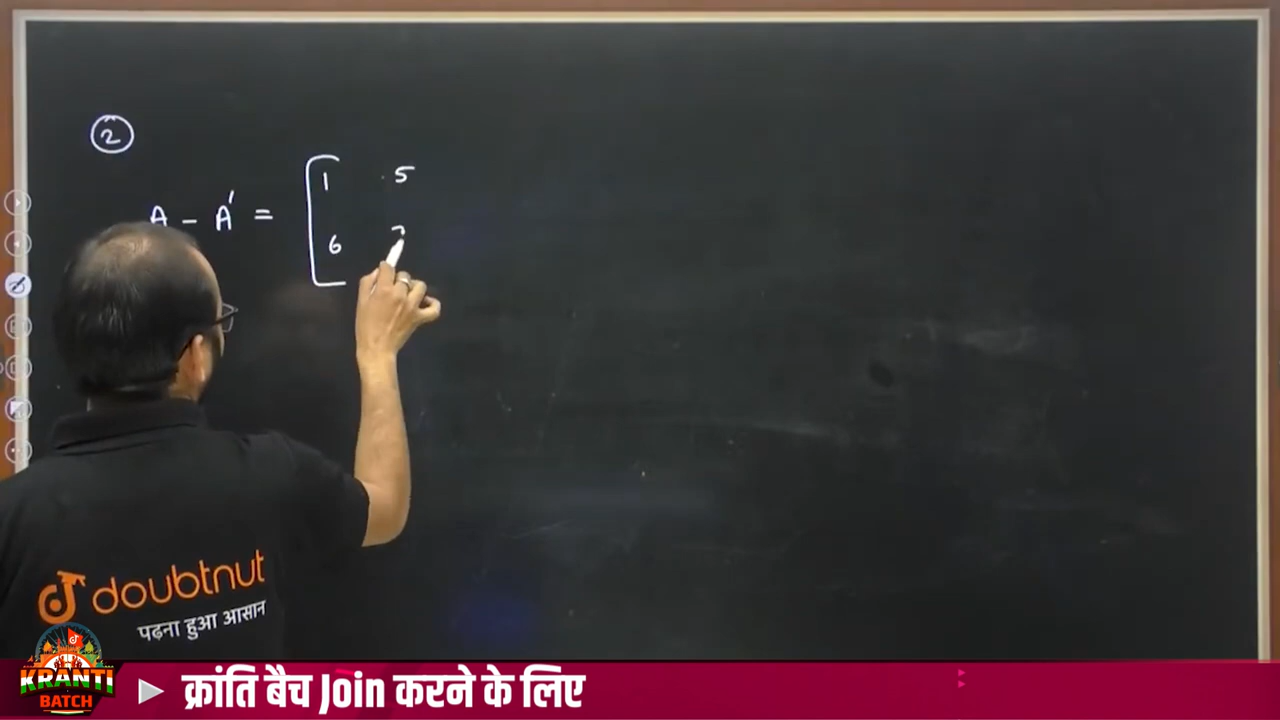 2
A - A' = [ 1 5
6
doubtnut
पढ़ना हुआ आसान
KRANTI
BATCH
क्रांति बैच Join करने के लिए